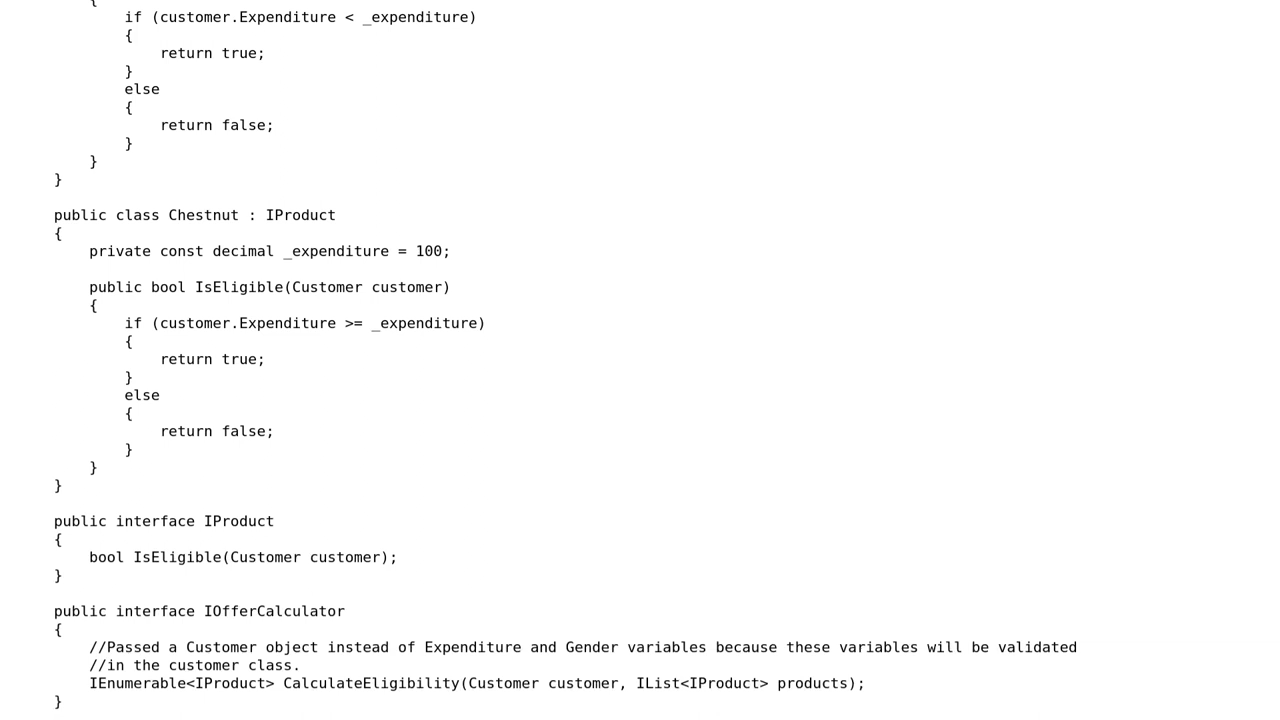 {
if (customer.Expenditure < _expenditure)
{
return true;
}
else
{
return false;
}
}
}
public class Chestnut : IProduct
{
private const decimal _expenditure = 100;
public bool IsEligible(Customer customer)
{
if (customer.Expenditure >= _expenditure)
{
return true;
}
else
{
return false;
}
}
}
public interface IProduct
{
bool IsEligible(Customer customer);
}
public interface IOfferCalculator
{
//Passed a Customer object instead of Expenditure and Gender variables because these variables will be validated
//in the customer class.
IEnumerable<IProduct> CalculateEligibility(Customer customer, IList<IProduct> products);
}